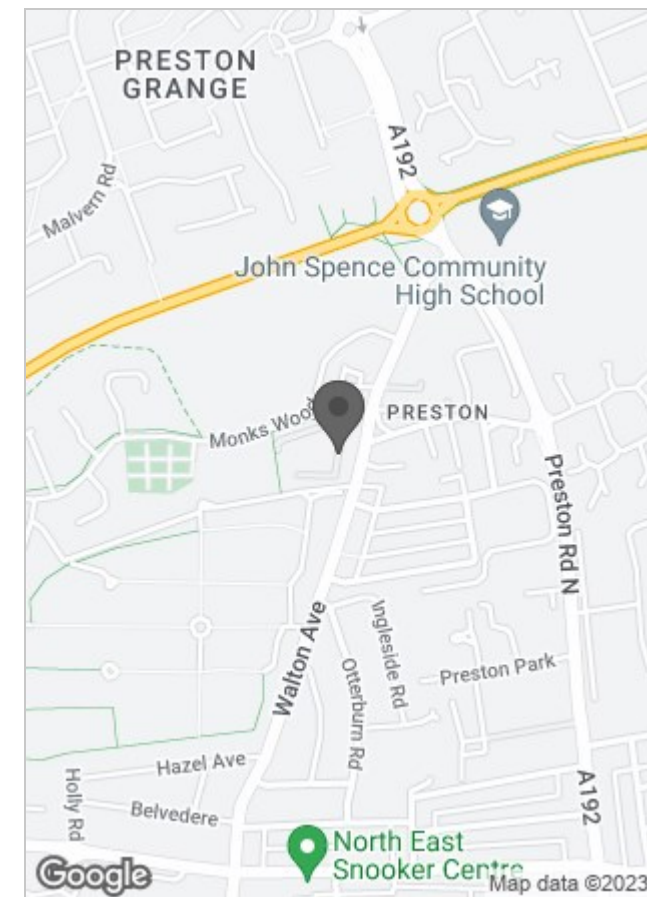 PRESTON
GRANGE
A192
Malvern Rd
John Spence Community
High School
Monks Wood
PRESTON
Preston Rd N
Walton Ave
Ingleside Rd
Otterburn Rd
Preston Park
Hazel Ave
Holly Rd
Belvedere
A192
North East
Snooker Centre
Google
Map data ©2023